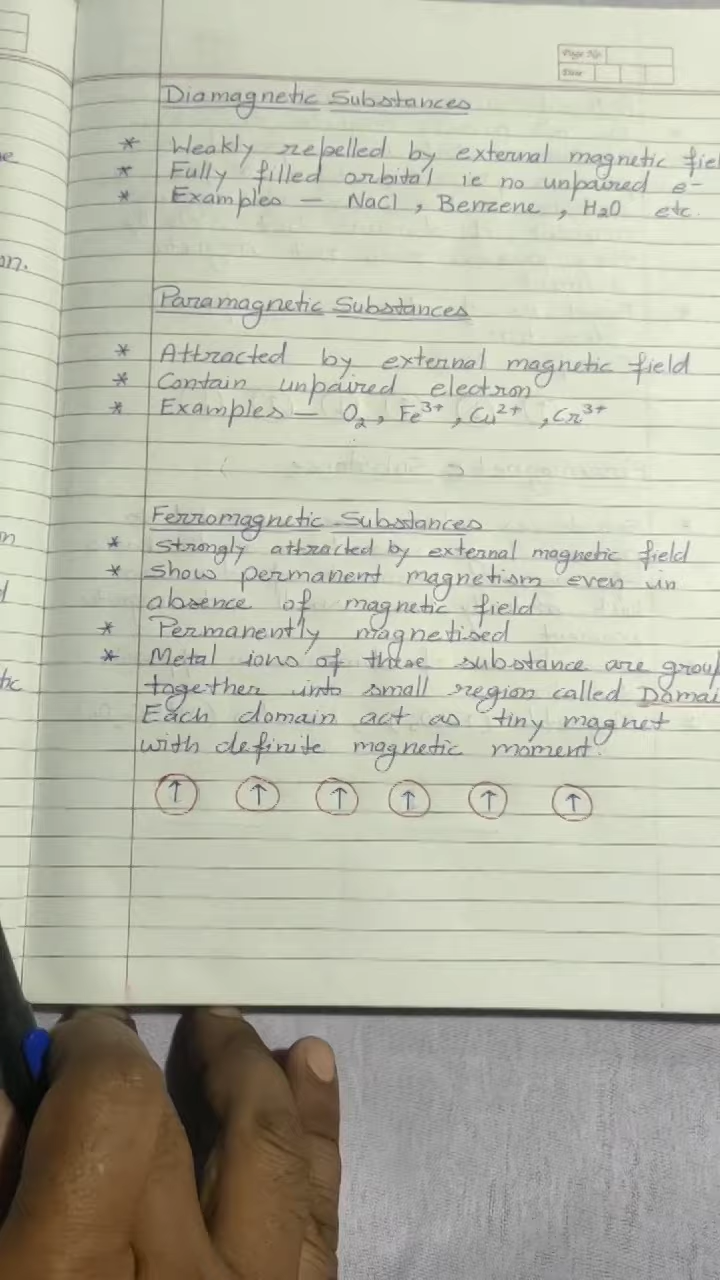 Page No.
Date
Diamagnetic Substances
* Weakly repelled by external magnetic fiel
* Fully filled orbital ie no unpaired e-
* Examples — NaCl, Benzene, H₂O etc.
on.
Paramagnetic Substances
* Attracted by external magnetic field
* Contain unpaired electron
* Examples — O₂, Fe³⁺, Cu²⁺, Cr³⁺
Ferromagnetic Substances
* Strongly attracted by external magnetic field
* Show permanent magnetism even in
absence of magnetic field
* Permanently magnetised
* Metal ions of these substance are group
together into small region called Domai
Each domain act as tiny magnet
with definite magnetic moment.
↑ ↑ ↑ ↑ ↑ ↑